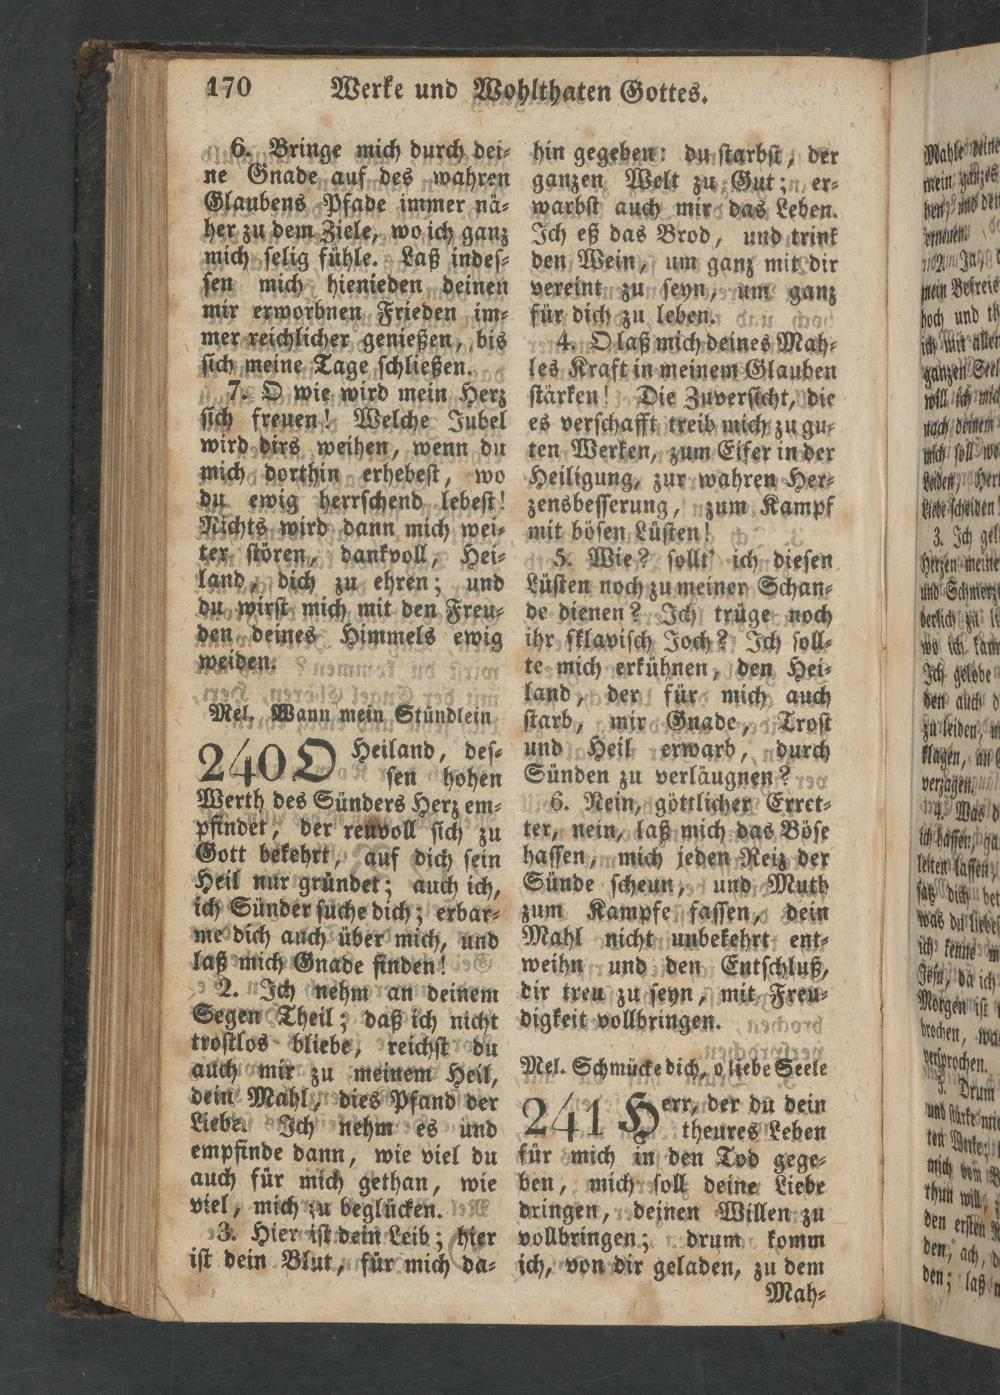 170 Werke und Wohlthaten Gottes.
6. Bringe mich durch dei-
ne Gnade auf des wahren
Glaubens Pfade immer nä-
her zu dem Ziele, wo ich ganz
mich selig fühle. Laß indes-
sen mich hienieden deinen
mir erworbnen Frieden im-
mer reichlicher genießen, bis
sich meine Tage schließen.
7. O wie wird mein Herz
sich freuen! Welche Jubel
wird dirs weihen, wenn du
mich dorthin erhebest, wo
du ewig herrschend lebest!
Nichts wird dann mich wei-
ter stören, dankvoll, Hei-
land, dich zu ehren; und
du wirst mich mit den Freu-
den deines Himmels ewig
weiden.
Mel. Wann mein Stündlein
240 O Heiland, des-
sen hohen
Werth des Sünders Herz em-
pfindet, der reuvoll sich zu
Gott bekehrt, auf dich sein
Heil nur gründet; auch ich,
ich Sünder suche dich; erbar-
me dich auch über mich, und
laß mich Gnade finden!
2. Ich nehm an deinem
Segen Theil; daß ich nicht
trostlos bliebe, reichst du
auch mir zu meinem Heil,
dein Mahl, dies Pfand der
Liebe. Ich nehm es und
empfinde dann, wie viel du
auch für mich gethan, wie
viel, mich zu beglücken.
3. Hier ist dein Leib; hier
ist dein Blut, für mich da-
hin gegeben: du starbst, der
ganzen Welt zu Gut; er-
warbst auch mir das Leben.
Ich eß das Brod, und trink
den Wein, um ganz mit dir
vereint zu seyn, um ganz
für dich zu leben.
4. O laß mich deines Mah-
les Kraft in meinem Glauben
stärken! Die Zuversicht, die
es verschafft treib mich zu gu-
ten Werken, zum Eifer in der
Heiligung, zur wahren Her-
zensbesserung, zum Kampf
mit bösen Lüsten!
5. Wie? sollt' ich diesen
Lüsten noch zu meiner Schan-
de dienen? Ich trüge noch
ihr sklavisch Joch? Ich soll-
te mich erkühnen, den Hei-
land, der für mich auch
starb, mir Gnade, Trost
und Heil erwarb, durch
Sünden zu verläugnen?
6. Nein, göttlicher Erret-
ter, nein, laß mich das Böse
hassen, mich jeden Reiz der
Sünde scheun, und Muth
zum Kampfe fassen, dein
Mahl nicht unbekehrt ent-
weihn und den Entschluß,
dir treu zu seyn, mit Freu-
digkeit vollbringen.
Mel. Schmücke dich, o liebe Seele
241 Herr, der du dein
theures Leben
für mich in den Tod gege-
ben, mich soll deine Liebe
dringen, deinen Willen zu
vollbringen; drum komm
ich, von dir geladen, zu dem
Mah-